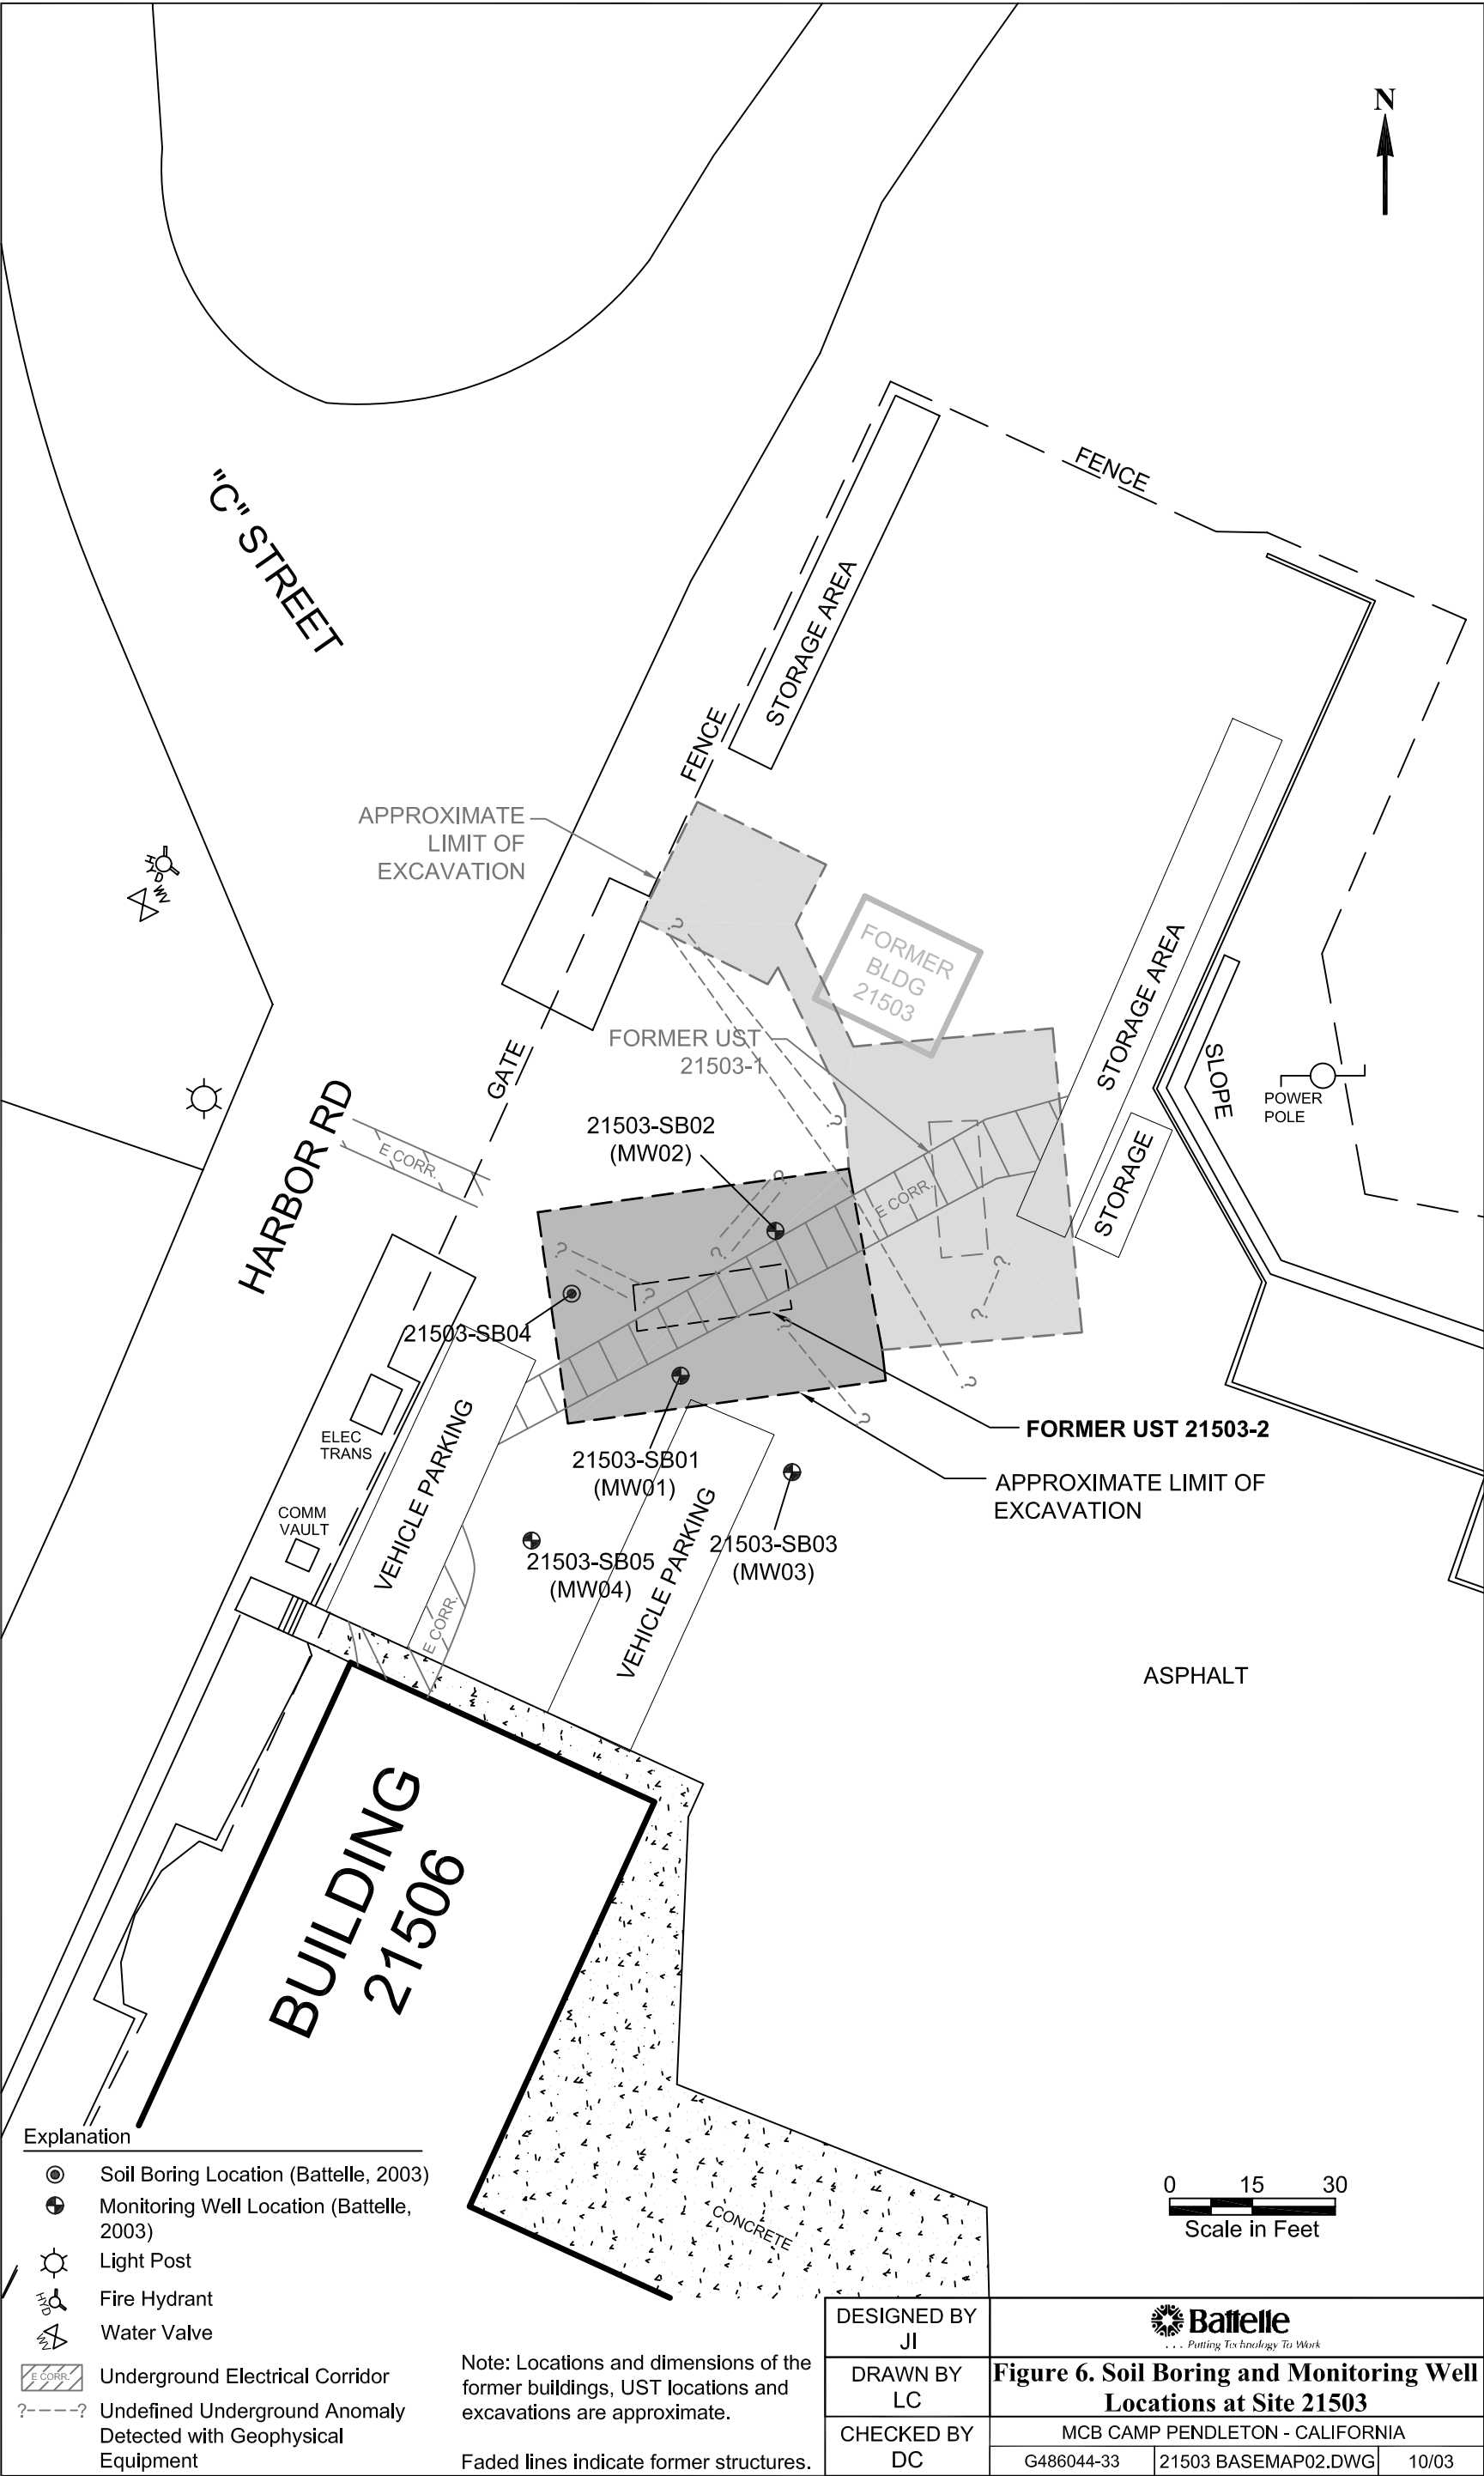 N
"C" STREET
FENCE
STORAGE AREA
FENCE
APPROXIMATE
LIMIT OF
EXCAVATION
HYD
WV
FORMER
BLDG
21503
STORAGE AREA
FORMER UST
21503-1
GATE
SLOPE
POWER
POLE
HARBOR RD
E CORR.
21503-SB02
(MW02)
STORAGE
E CORR.
?
?
?
?
?
?
?
?
?
?
?
?
21503-SB04
ELEC
TRANS
VEHICLE PARKING
FORMER UST 21503-2
21503-SB01
(MW01)
APPROXIMATE LIMIT OF
EXCAVATION
COMM
VAULT
21503-SB03
(MW03)
21503-SB05
(MW04)
VEHICLE PARKING
E CORR.
ASPHALT
BUILDING
21506
CONCRETE
Explanation
Soil Boring Location (Battelle, 2003)
Monitoring Well Location (Battelle,
2003)
Light Post
HYD
Fire Hydrant
WV
Water Valve
E CORR.
Underground Electrical Corridor
?----? Undefined Underground Anomaly
Detected with Geophysical
Equipment
Note: Locations and dimensions of the
former buildings, UST locations and
excavations are approximate.
Faded lines indicate former structures.
0 15 30
Scale in Feet
DESIGNED BY
JI
DRAWN BY
LC
CHECKED BY
DC
Battelle
. . . Putting Technology To Work
Figure 6. Soil Boring and Monitoring Well
Locations at Site 21503
MCB CAMP PENDLETON - CALIFORNIA
G486044-33 21503 BASEMAP02.DWG 10/03